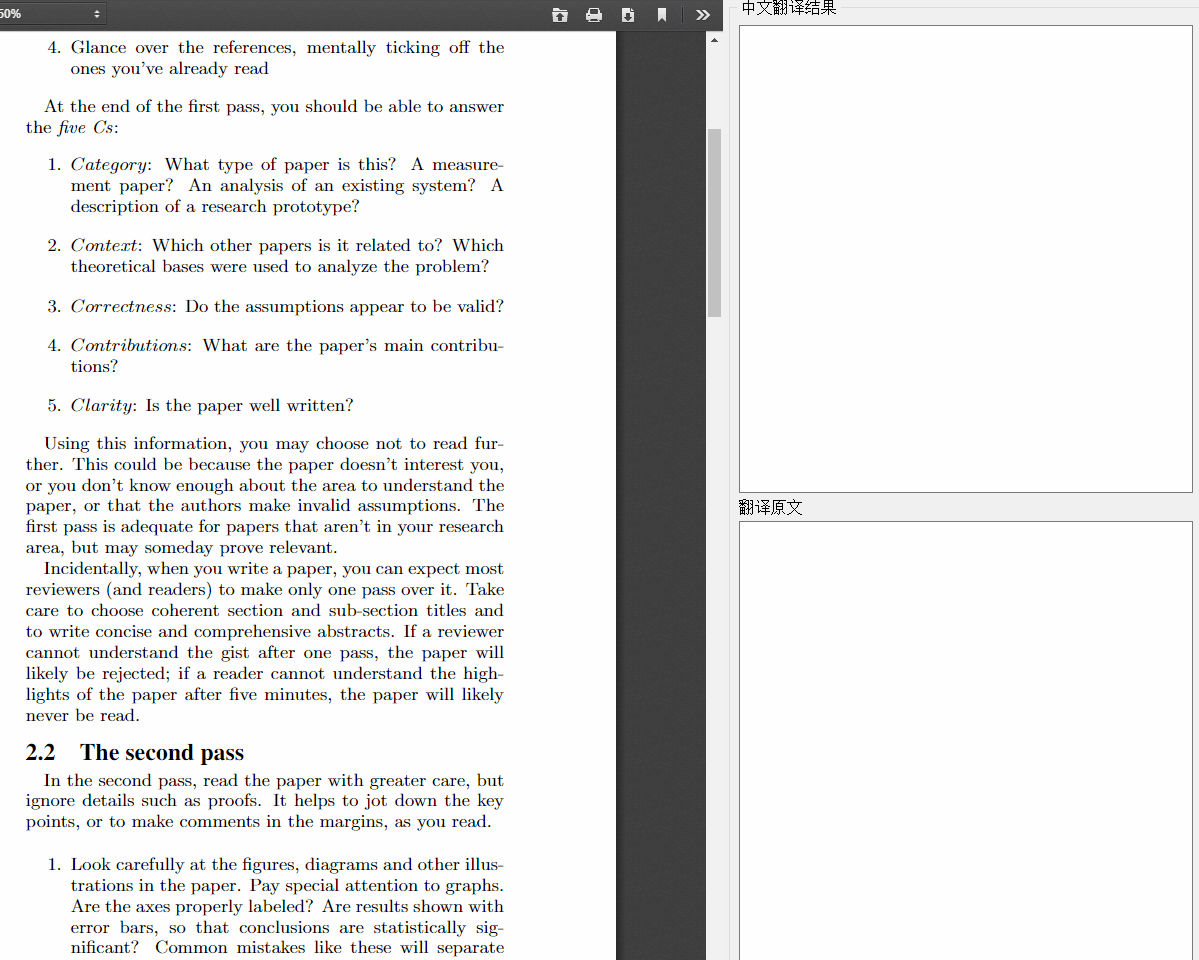 50%
4. Glance over the references, mentally ticking off the
ones you've already read
At the end of the first pass, you should be able to answer
the five Cs:
1. Category: What type of paper is this? A measure-
ment paper? An analysis of an existing system? A
description of a research prototype?
2. Context: Which other papers is it related to? Which
theoretical bases were used to analyze the problem?
3. Correctness: Do the assumptions appear to be valid?
4. Contributions: What are the paper's main contribu-
tions?
5. Clarity: Is the paper well written?
Using this information, you may choose not to read fur-
ther. This could be because the paper doesn't interest you,
or you don't know enough about the area to understand the
paper, or that the authors make invalid assumptions. The
first pass is adequate for papers that aren't in your research
area, but may someday prove relevant.
Incidentally, when you write a paper, you can expect most
reviewers (and readers) to make only one pass over it. Take
care to choose coherent section and sub-section titles and
to write concise and comprehensive abstracts. If a reviewer
cannot understand the gist after one pass, the paper will
likely be rejected; if a reader cannot understand the high-
lights of the paper after five minutes, the paper will likely
never be read.
2.2 The second pass
In the second pass, read the paper with greater care, but
ignore details such as proofs. It helps to jot down the key
points, or to make comments in the margins, as you read.
1. Look carefully at the figures, diagrams and other illus-
trations in the paper. Pay special attention to graphs.
Are the axes properly labeled? Are results shown with
error bars, so that conclusions are statistically sig-
nificant? Common mistakes like these will separate
中文翻译结果
翻译原文